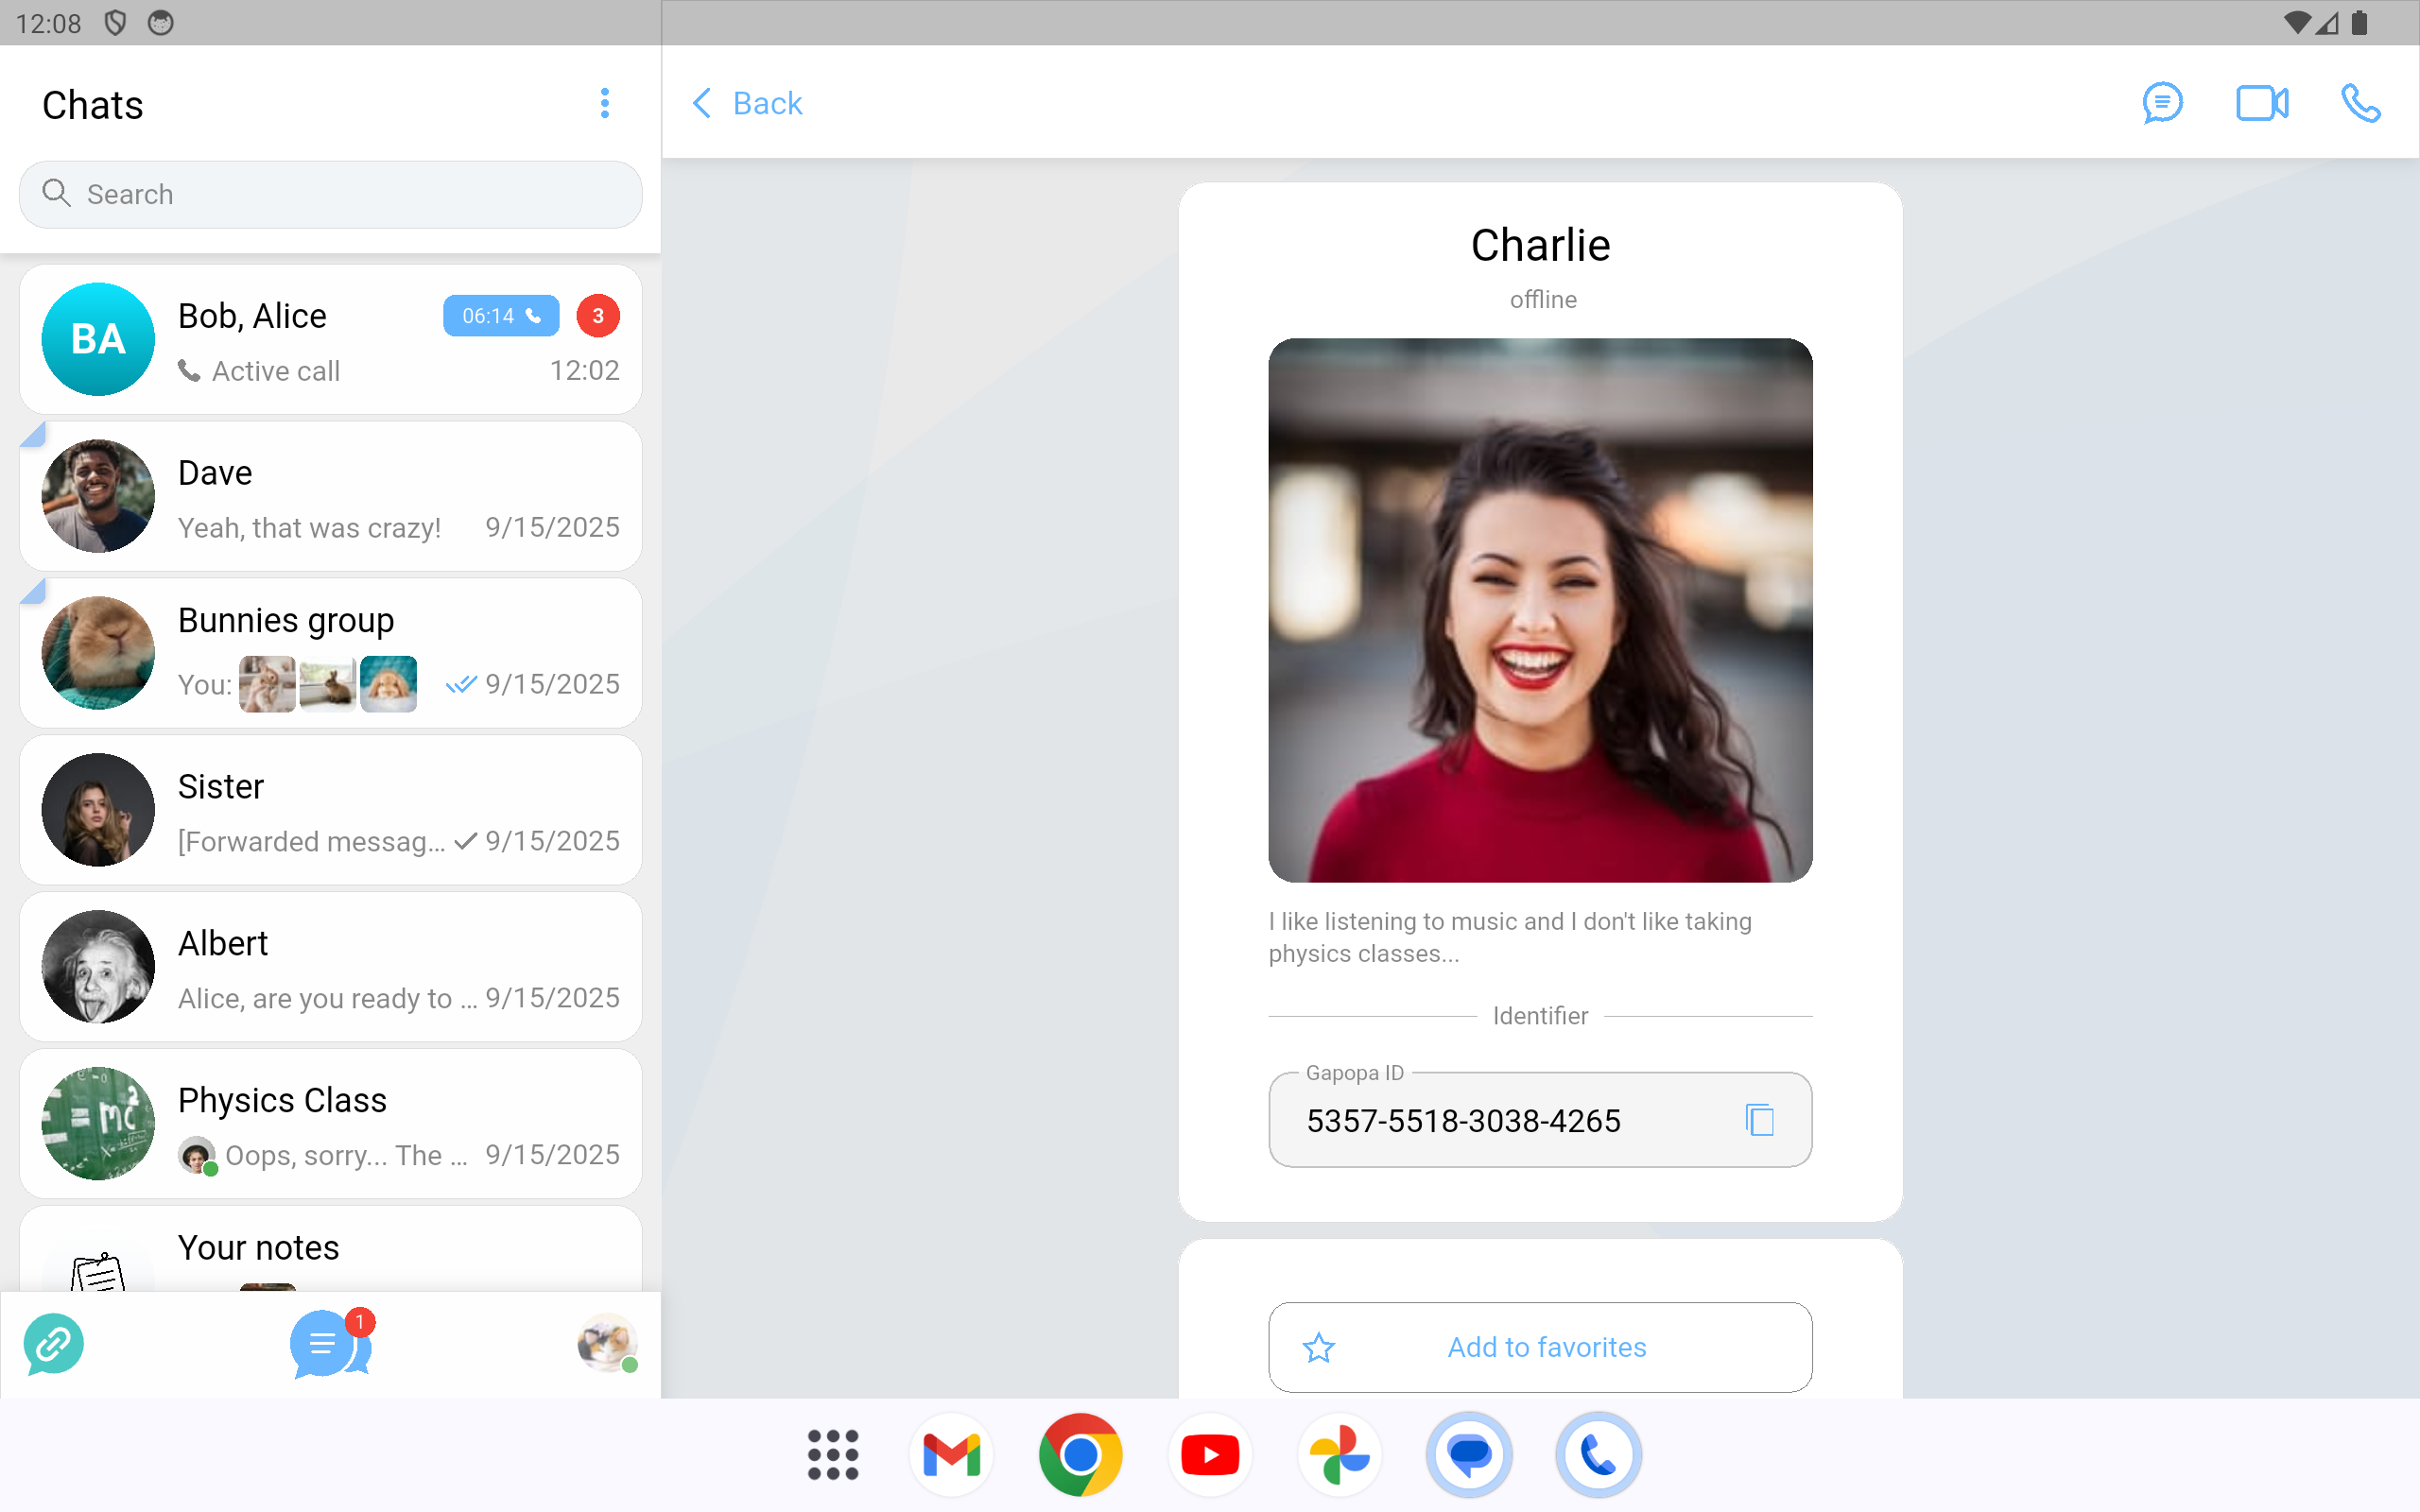 12:08
Chats
Search
BA
Bob, Alice
06:14
3
Active call
12:02
Dave
Yeah, that was crazy!
9/15/2025
Bunnies group
You:
9/15/2025
Sister
[Forwarded messag...
9/15/2025
Albert
Alice, are you ready to ...
9/15/2025
= mc2
Physics Class
Oops, sorry... The ...
9/15/2025
Your notes
1
Back
Charlie
offline
I like listening to music and I don't like taking
physics classes...
Identifier
Gapopa ID
5357-5518-3038-4265
Add to favorites